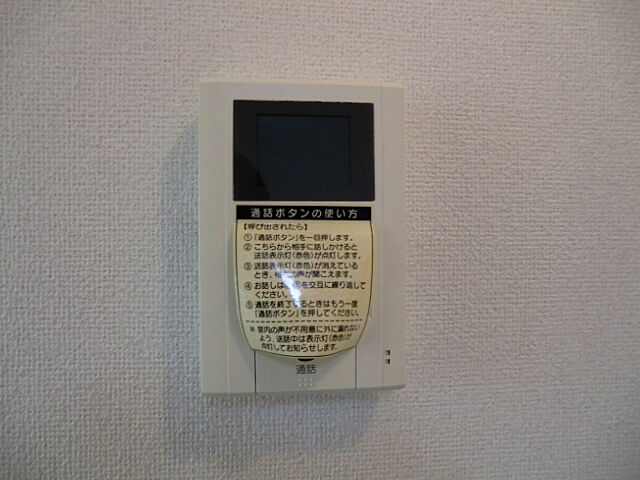 通話ボタンの使い方
【呼び出されたら】
①「通話ボタン」を一回押します。
②こちらから相手に話しかけると
送話表示灯(赤色)が点灯します。
③送話表示灯(赤色)が消えている
とき、相手の声が聞こえます。
④お話しは②③を交互に繰り返して
ください。
⑤通話を終了するときはもう一度
「通話ボタン」を押してください。
※室内の声が不用意に外に漏れない
よう、送話中は表示灯(赤色)が
点灯してお知らせします。
通話